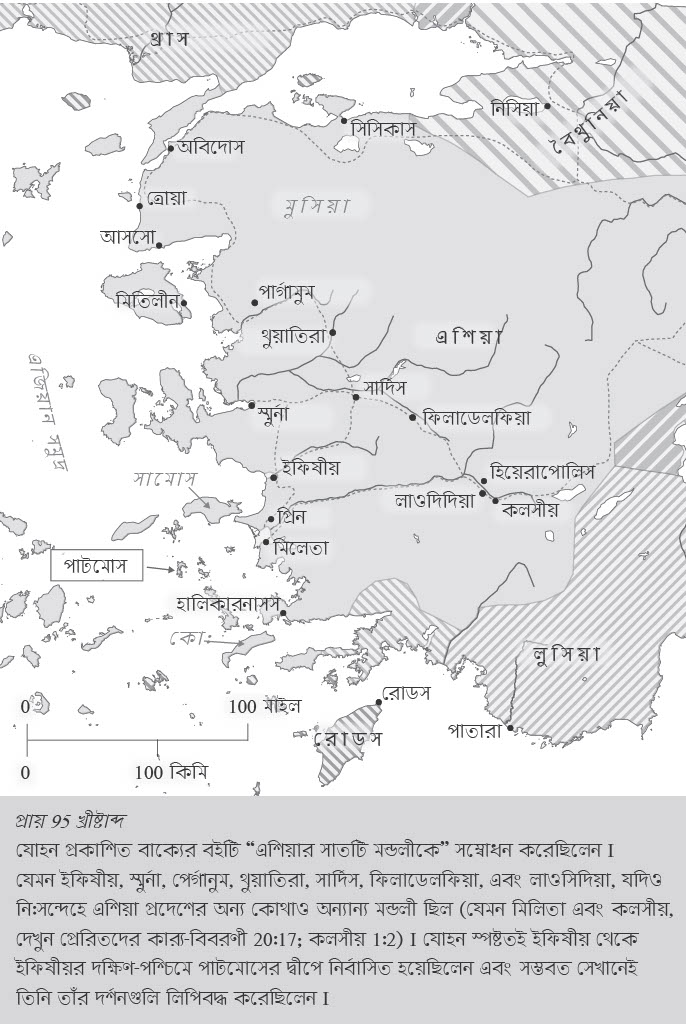 থ্রাস
নিসিয়া
বৈথুনিয়া
সিসিকাস
অবিদোস
ত্রোয়া
মুসিয়া
আসসো
মিতিলীন
পার্গামুম
থুয়াতিরা
এশিয়া
এজিয়ান সমুদ্র
সার্দিস
স্মুর্না
ফিলাডেলফিয়া
ইফিষীয়
হিয়েরাপোলিস
সামোস
লাওদিদিয়া
কলসীয়
প্রিন
মিলেতা
পাটমোস
হালিকারনাসস
কো
লুসিয়া
রোডস
0 100 মাইল
রোডস
পাতারা
0 100 কিমি
প্রায় 95 খ্রীষ্টাব্দ
যোহন প্রকাশিত বাক্যের বইটি “এশিয়ার সাতটি মন্ডলীকে” সম্বোধন করেছিলেন I
যেমন ইফিষীয়, স্মুর্না, পের্গামুম, থুয়াতিরা, সার্দিস, ফিলাডেলফিয়া, এবং লাওসিদিয়া, যদিও
নি:সন্দেহে এশিয়া প্রদেশের অন্য কোথাও অন্যান্য মন্ডলী ছিল (যেমন মিলিতা এবং কলসীয়,
দেখুন প্রেরিতদের কার্য-বিবরণী 20:17; কলসীয় 1:2) I যোহন স্পষ্টতই ইফিষীয় থেকে
ইফিষীয়র দক্ষিণ-পশ্চিমে পাটমোসের দ্বীপে নির্বাসিত হয়েছিলেন এবং সম্ভবত সেখানেই
তিনি তাঁর দর্শনগুলি লিপিবদ্ধ করেছিলেন I